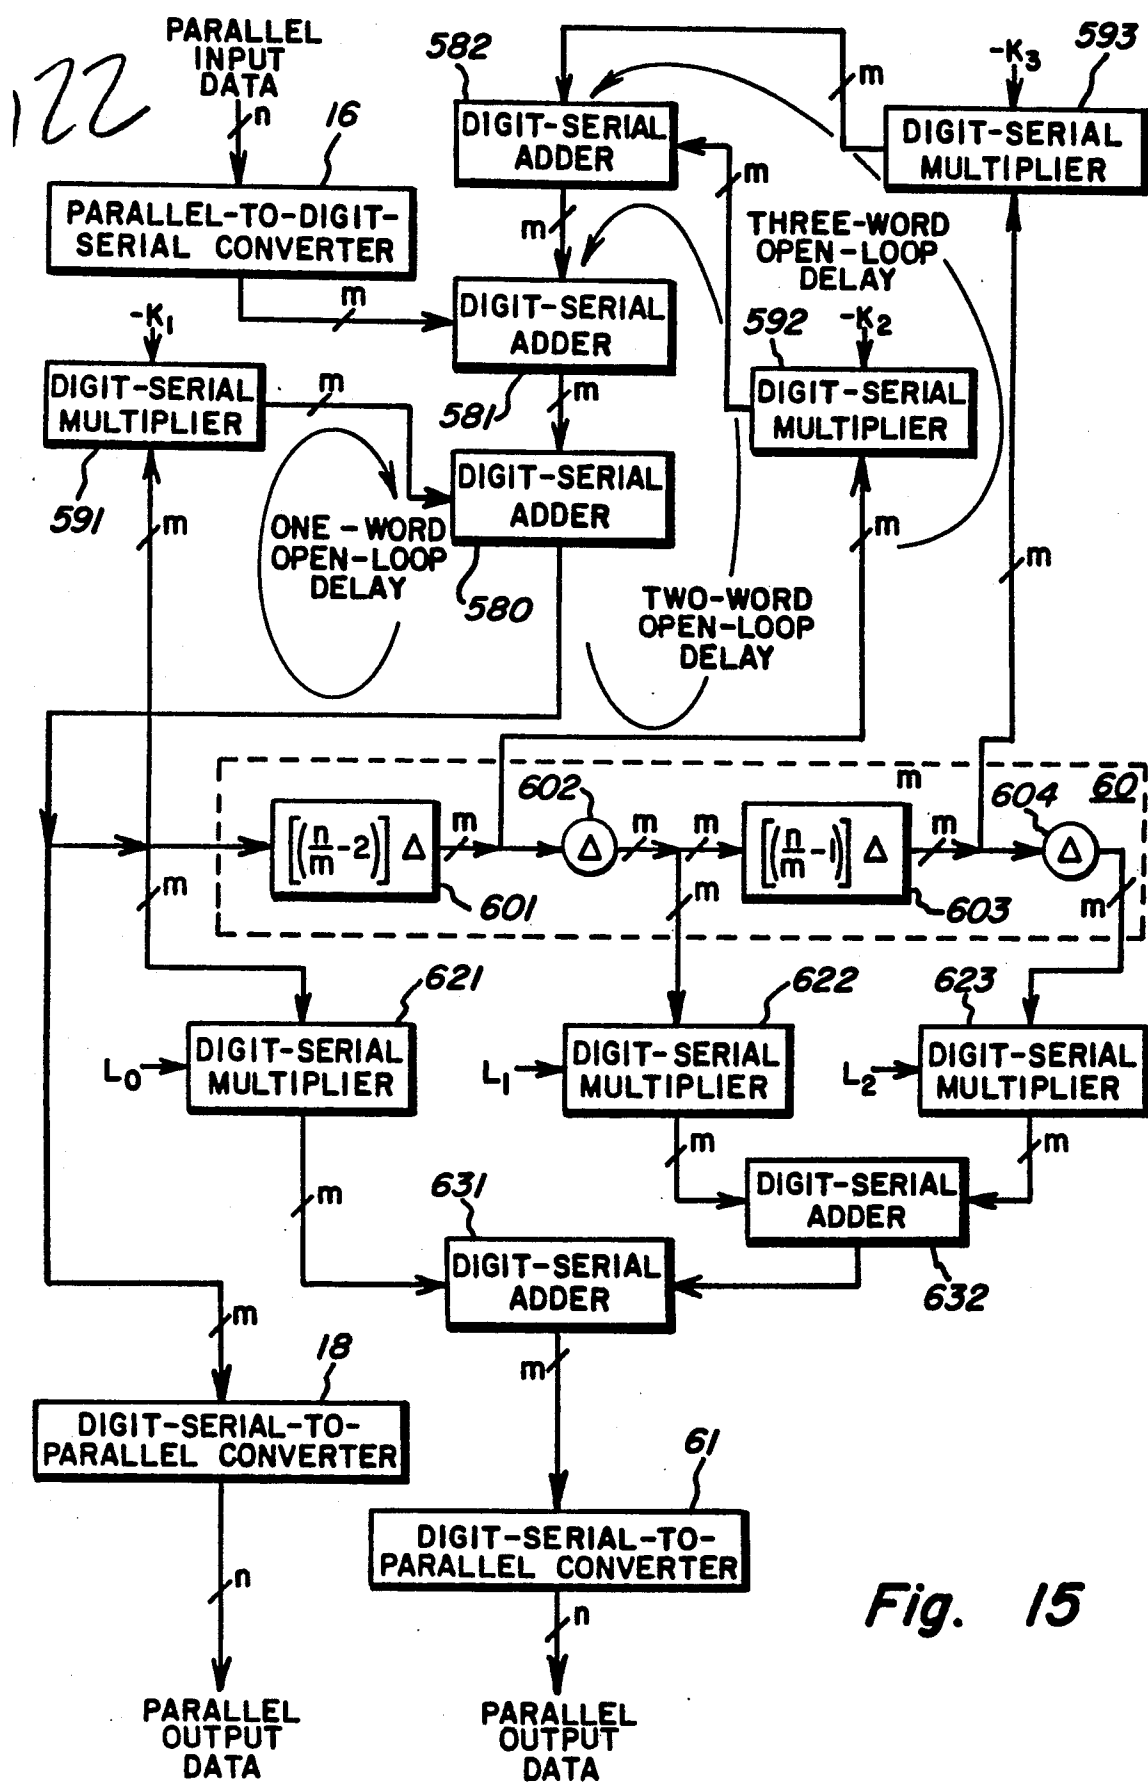 122
PARALLEL
INPUT
DATA
n
16
PARALLEL-TO-DIGIT-
SERIAL CONVERTER
m
582
DIGIT-SERIAL
ADDER
m
m
-K3
593
DIGIT-SERIAL
MULTIPLIER
m
THREE-WORD
OPEN-LOOP
DELAY
DIGIT-SERIAL
ADDER
581
m
-K1
DIGIT-SERIAL
MULTIPLIER
591
m
m
592
-K2
DIGIT-SERIAL
MULTIPLIER
m
m
DIGIT-SERIAL
ADDER
580
ONE-WORD
OPEN-LOOP
DELAY
TWO-WORD
OPEN-LOOP
DELAY
60
[(n/m-2)] Δ
601
m
602
Δ
m
m
m
[(n/m-1)] Δ
603
m
m
604
Δ
m
m
621
DIGIT-SERIAL
MULTIPLIER
L0
622
DIGIT-SERIAL
MULTIPLIER
L1
623
DIGIT-SERIAL
MULTIPLIER
L2
m
m
m
DIGIT-SERIAL
ADDER
632
631
DIGIT-SERIAL
ADDER
m
m
18
DIGIT-SERIAL-TO-
PARALLEL CONVERTER
n
PARALLEL
OUTPUT
DATA
61
DIGIT-SERIAL-TO-
PARALLEL CONVERTER
n
PARALLEL
OUTPUT
DATA
Fig. 15